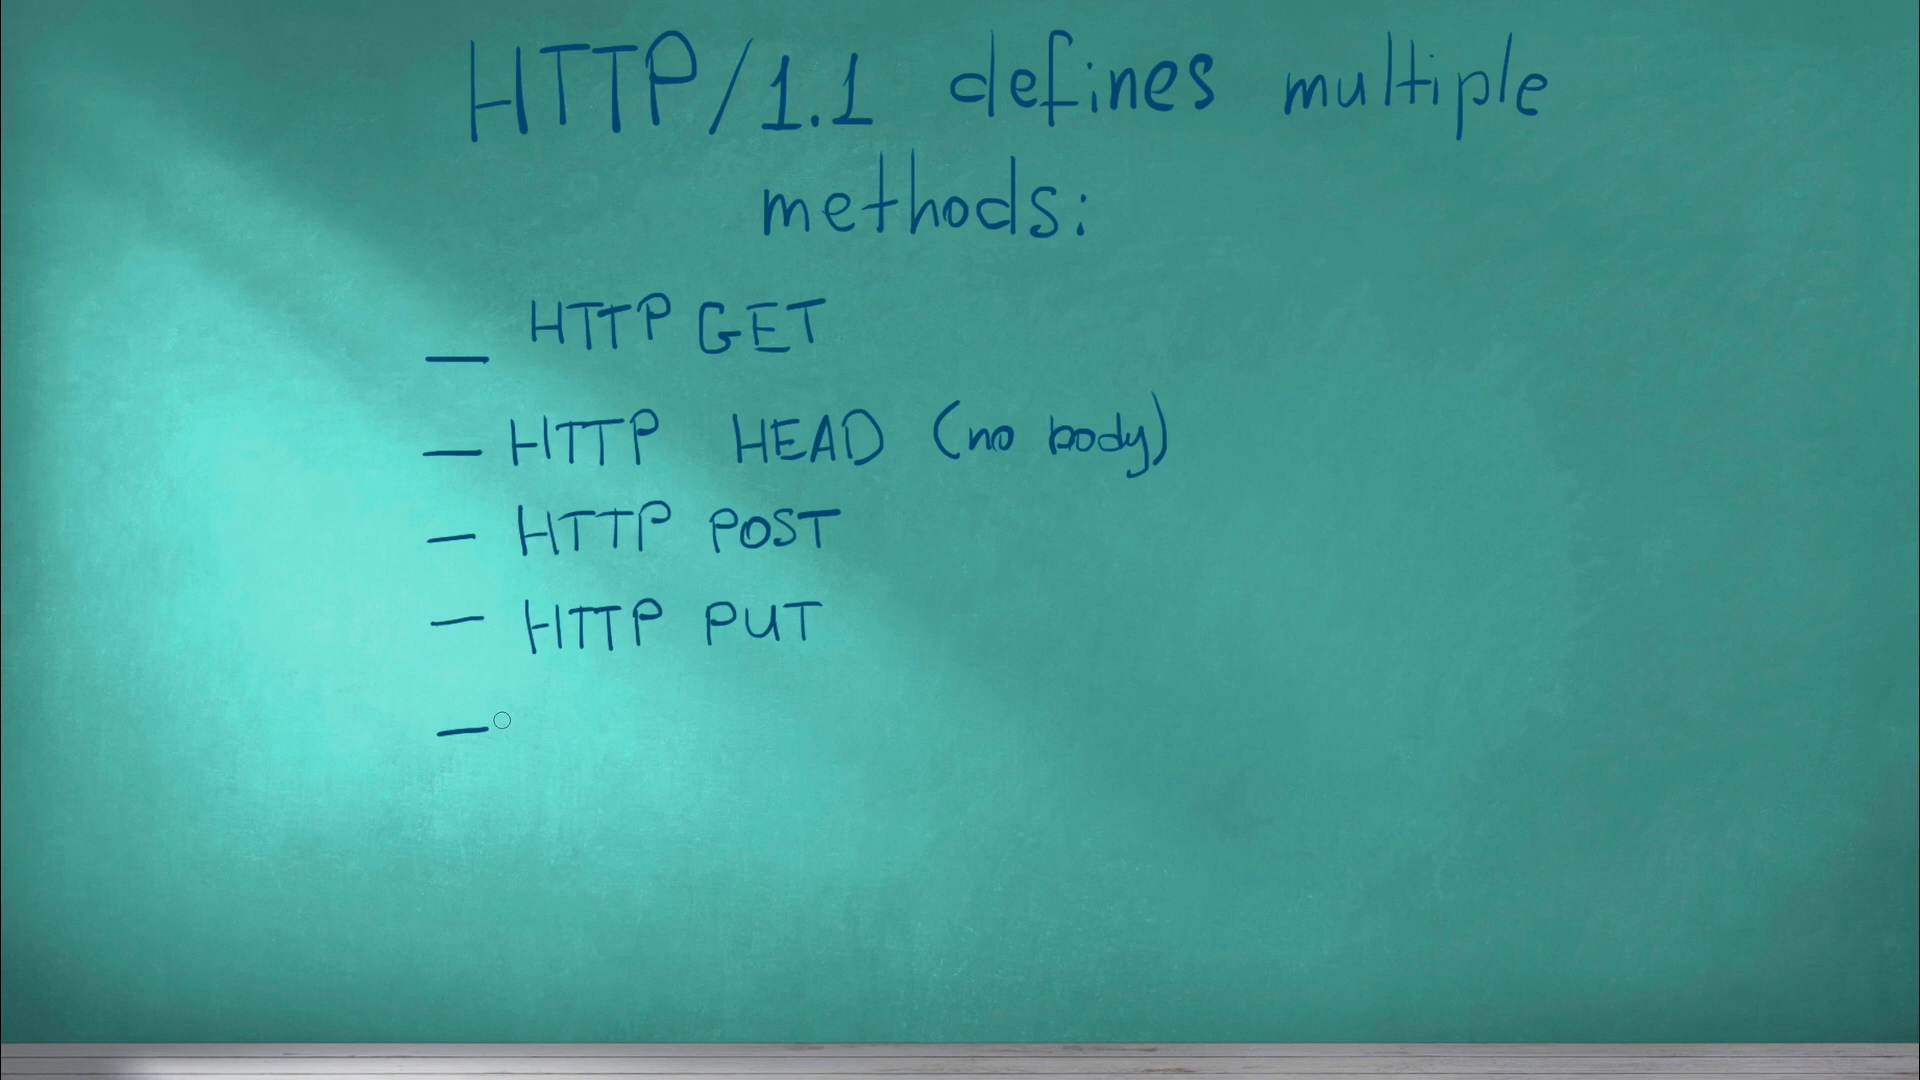 HTTP/1.1 defines multiple
methods:
— HTTP GET
— HTTP HEAD (no body)
— HTTP POST
— HTTP PUT
—